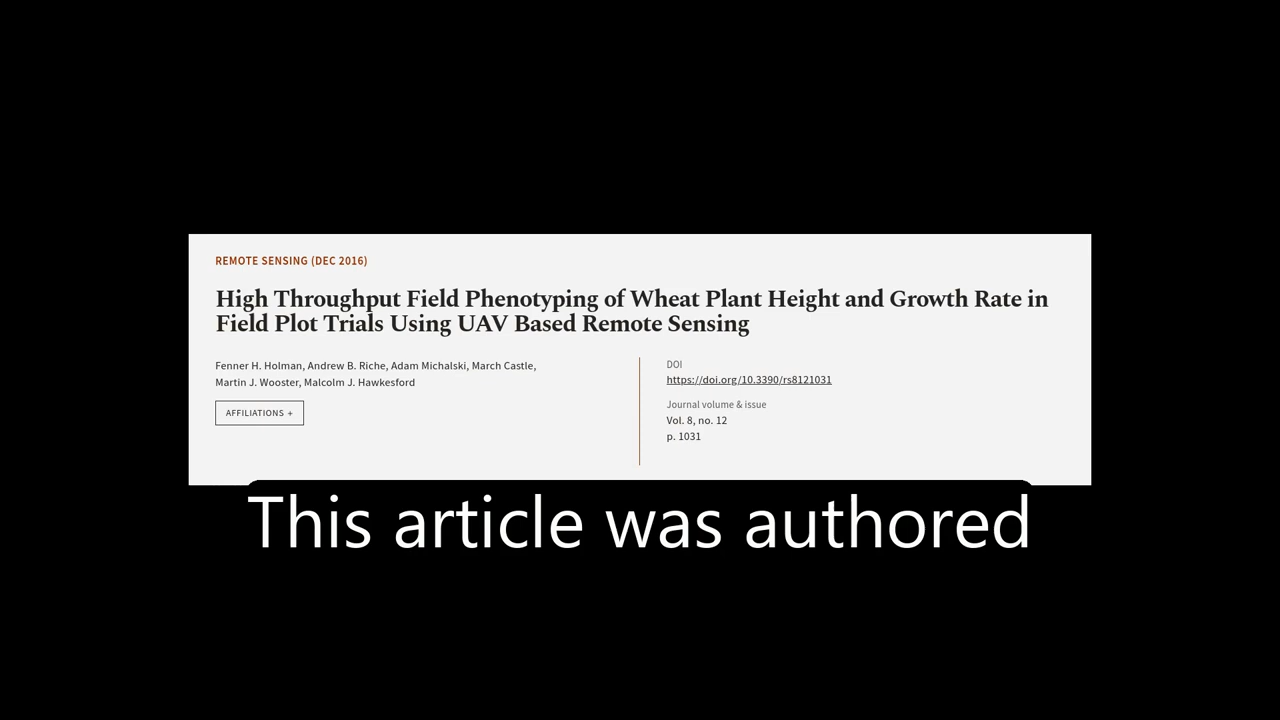 REMOTE SENSING (DEC 2016)
High Throughput Field Phenotyping of Wheat Plant Height and Growth Rate in
Field Plot Trials Using UAV Based Remote Sensing
Fenner H. Holman, Andrew B. Riche, Adam Michalski, March Castle,
Martin J. Wooster, Malcolm J. Hawkesford
AFFILIATIONS +
DOI
https://doi.org/10.3390/rs8121031
Journal volume & issue
Vol. 8, no. 12
p. 1031
This article was authored